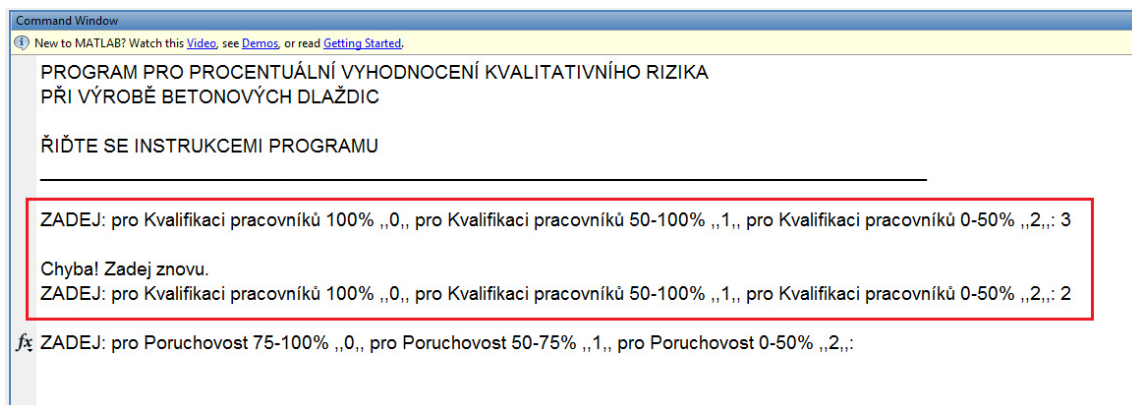 Command Window
New to MATLAB? Watch this Video, see Demos, or read Getting Started.
PROGRAM PRO PROCENTUÁLNÍ VYHODNOCENÍ KVALITATIVNÍHO RIZIKA
PŘI VÝROBĚ BETONOVÝCH DLAŽDIC
ŘIĎTE SE INSTRUKCEMI PROGRAMU
ZADEJ: pro Kvalifikaci pracovníků 100% ,,0,, pro Kvalifikaci pracovníků 50-100% ,,1,, pro Kvalifikaci pracovníků 0-50% ,,2,,: 3
Chyba! Zadej znovu.
ZADEJ: pro Kvalifikaci pracovníků 100% ,,0,, pro Kvalifikaci pracovníků 50-100% ,,1,, pro Kvalifikaci pracovníků 0-50% ,,2,,: 2
fx ZADEJ: pro Poruchovost 75-100% ,,0,, pro Poruchovost 50-75% ,,1,, pro Poruchovost 0-50% ,,2,,: